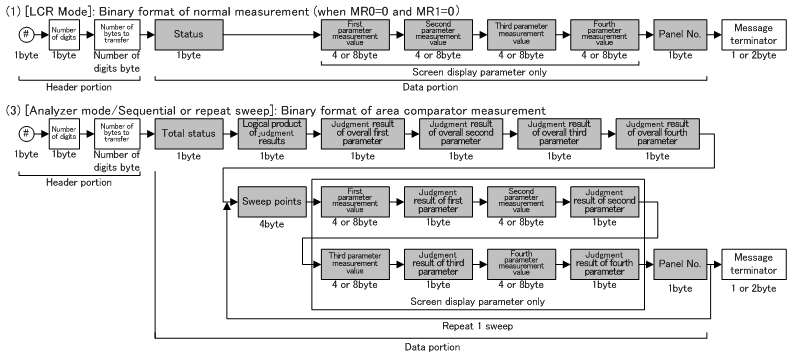 (1) [LCR Mode]: Binary format of normal measurement (when MR0=0 and MR1=0)
#
Number
of digits
Number of
bytes to
transfer
Status
First
parameter
measurement
value
Second
parameter
measurement
value
Third parameter
measurement
value
Fourth
parameter
measurement
value
Panel No.
Message
terminator
1byte
1byte
Number of
digits byte
1byte
4 or 8byte
4 or 8byte
4 or 8byte
4 or 8byte
1byte
1 or 2byte
Screen display parameter only
Header portion
Data portion
(3) [Analyzer mode/Sequential or repeat sweep]: Binary format of area comparator measurement
#
Number
of digits
Number of
bytes to
transfer
Total status
Logical product
of judgment
results
Judgment result
of overall first
parameter
Judgment result
of overall second
parameter
Judgment result
of overall third
parameter
Judgment result
of overall fourth
parameter
1byte
1byte
Number of
digits byte
1byte
1byte
1byte
1byte
1byte
1byte
Header portion
Sweep points
First
parameter
measurement
value
Judgment
result of first
parameter
Second
parameter
measurement
value
Judgment
result of second
parameter
4byte
4 or 8byte
1byte
4 or 8byte
1byte
Third parameter
measurement
value
Judgment
result of third
parameter
Fourth
parameter
measurement
value
Judgment
result of fourth
parameter
Panel No.
Message
terminator
4 or 8byte
1byte
4 or 8byte
1byte
1byte
1 or 2byte
Screen display parameter only
Repeat 1 sweep
Data portion